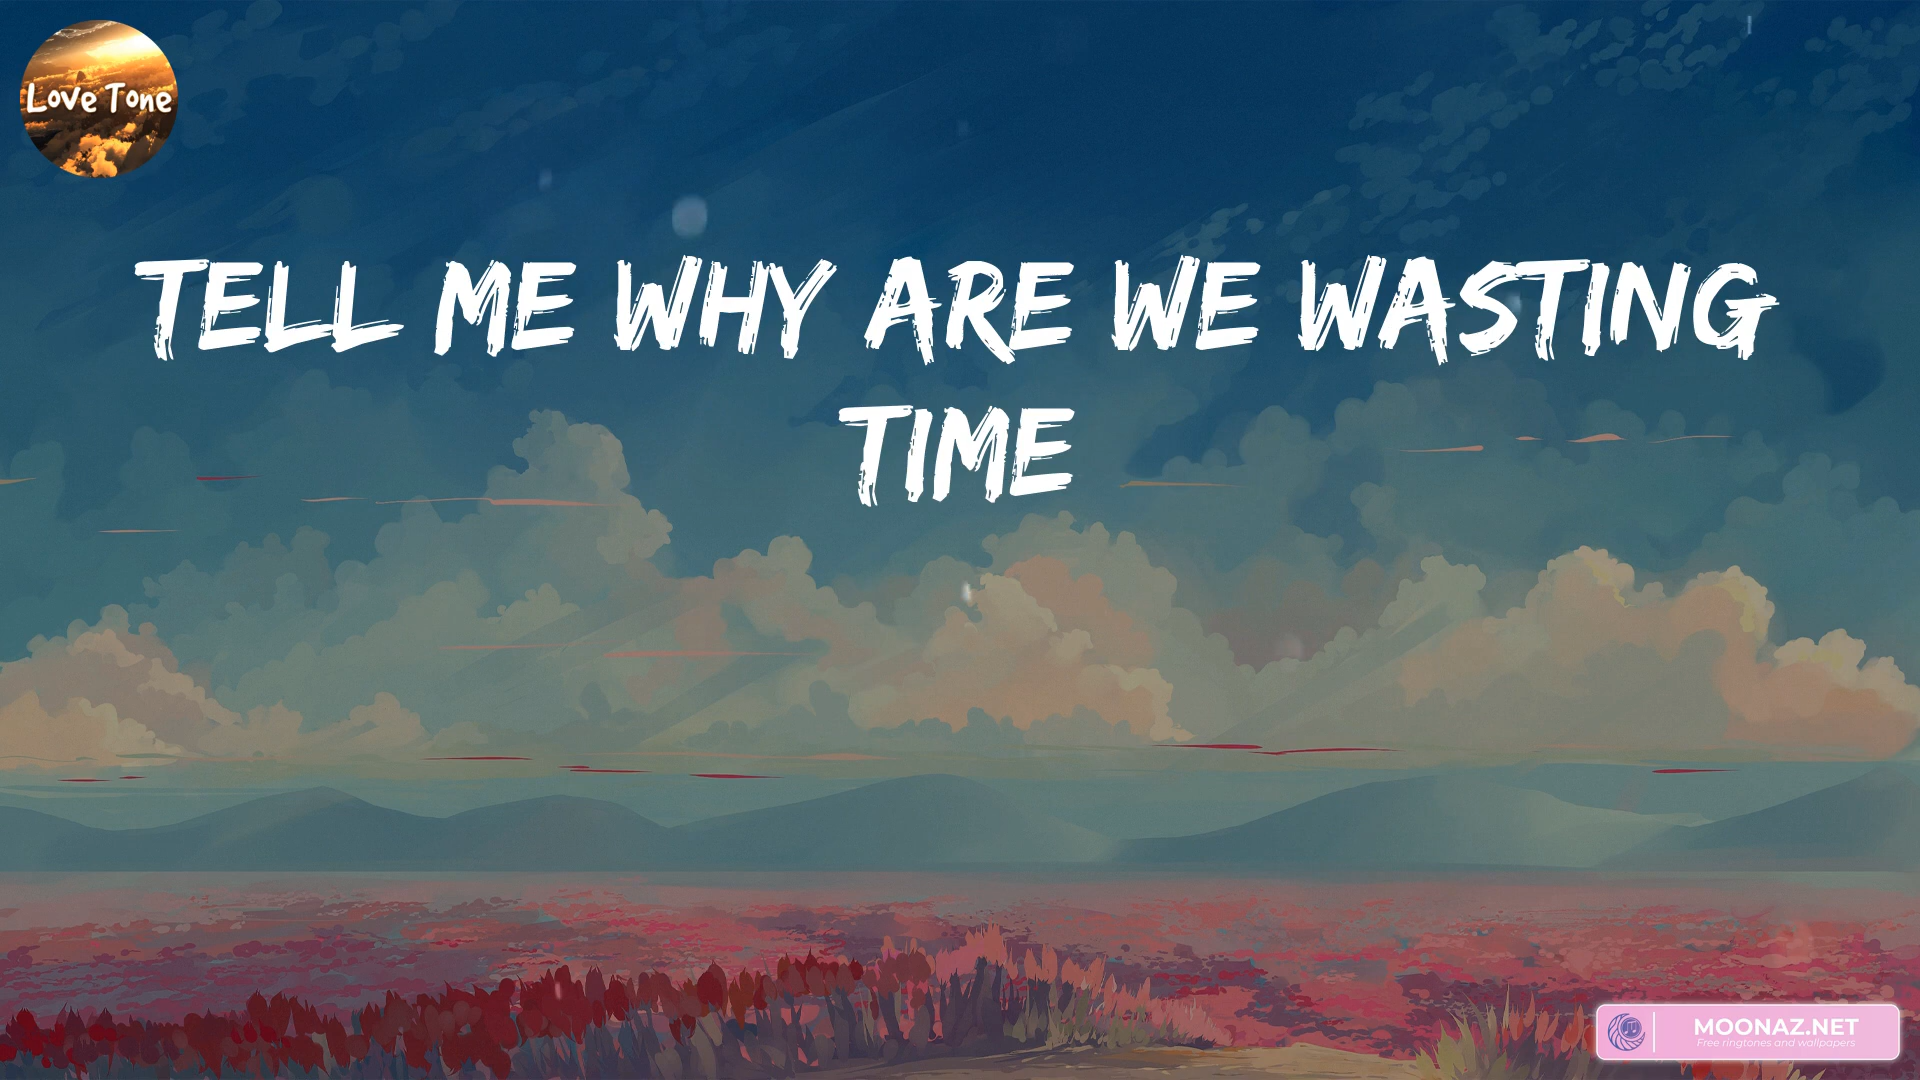 Love Tone
TELL ME WHY ARE WE WASTING
TIME
MOONAZ.NET
Free ringtones and wallpapers